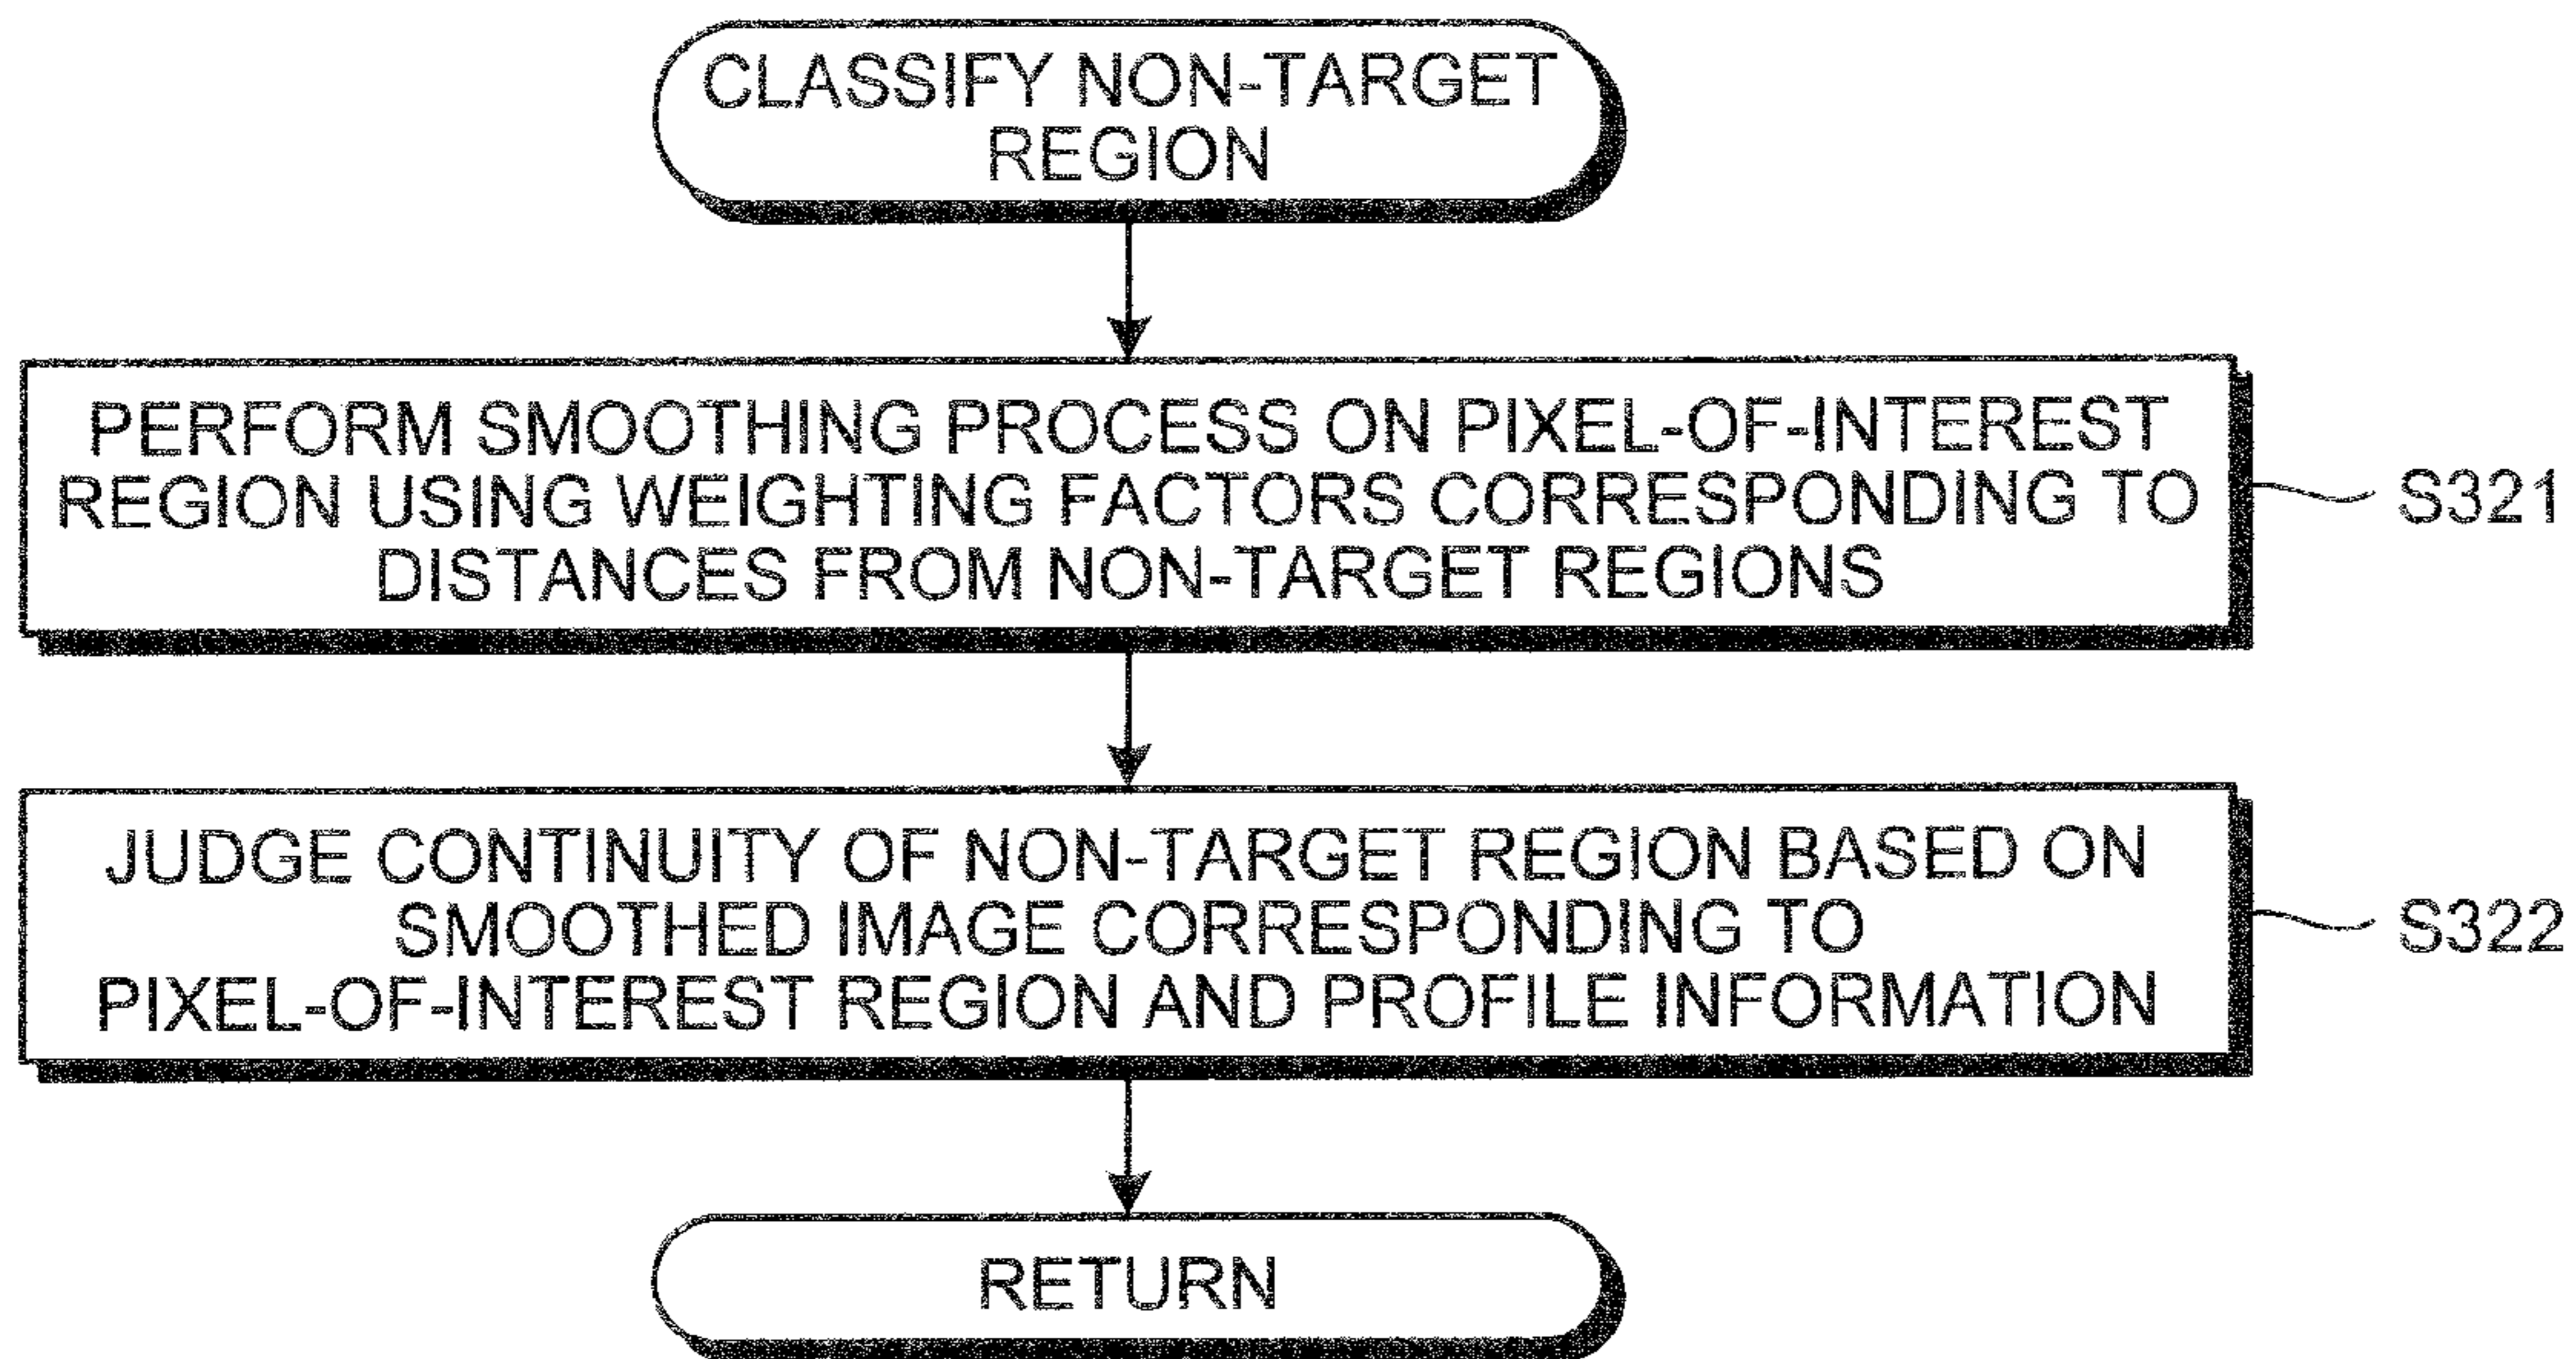 CLASSIFY NON-TARGET
REGION
PERFORM SMOOTHING PROCESS ON PIXEL-OF-INTEREST
REGION USING WEIGHTING FACTORS CORRESPONDING TO
DISTANCES FROM NON-TARGET REGIONS
S321
JUDGE CONTINUITY OF NON-TARGET REGION BASED ON
SMOOTHED IMAGE CORRESPONDING TO
PIXEL-OF-INTEREST REGION AND PROFILE INFORMATION
S322
RETURN